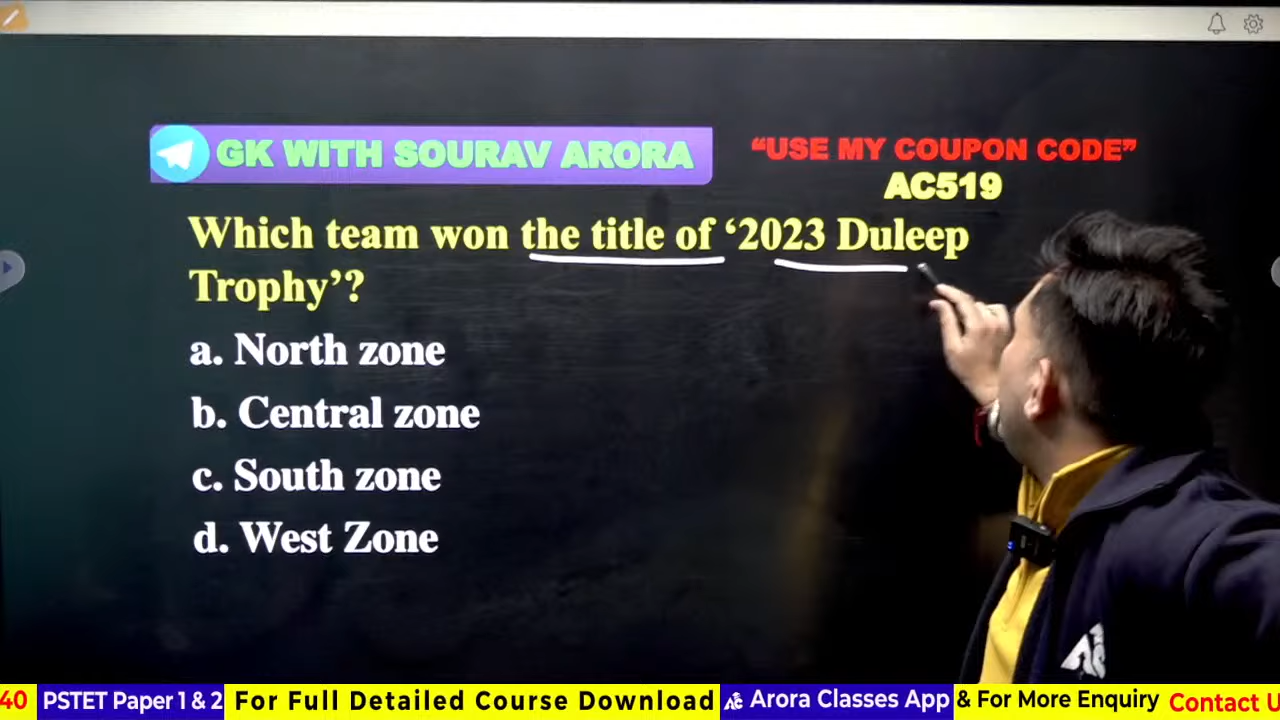 GK WITH SOURAV ARORA
“USE MY COUPON CODE”
AC519
Which team won the title of ‘2023 Duleep
Trophy’?
a. North zone
b. Central zone
c. South zone
d. West Zone
40 PSTET Paper 1 & 2 For Full Detailed Course Download AC Arora Classes App & For More Enquiry Contact U